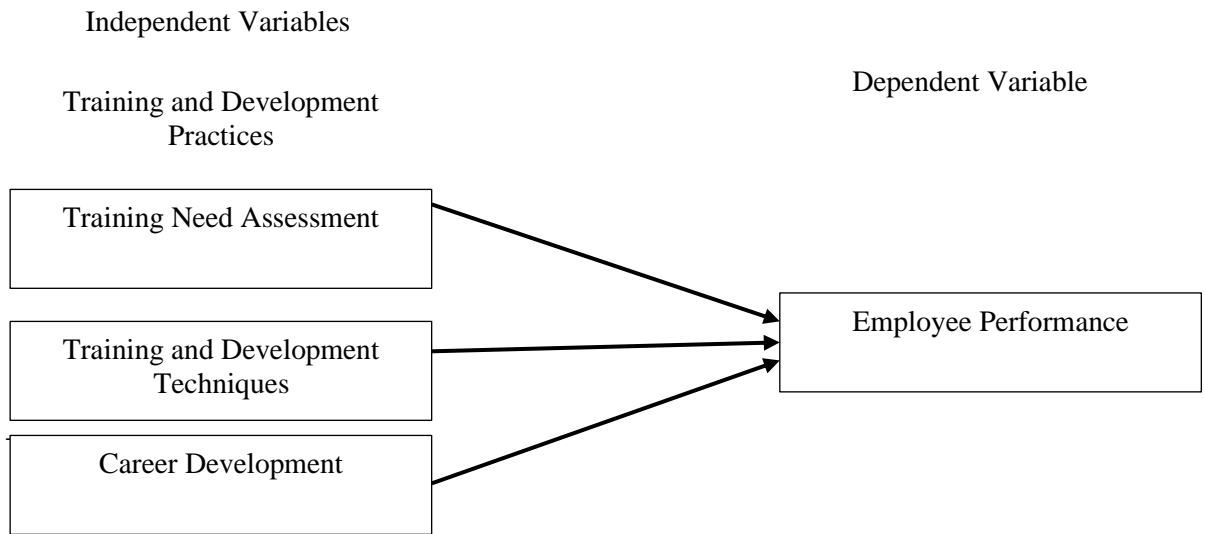 Independent Variables
Training and Development
Practices
Dependent Variable
Training Need Assessment
Training and Development
Techniques
Career Development
Employee Performance